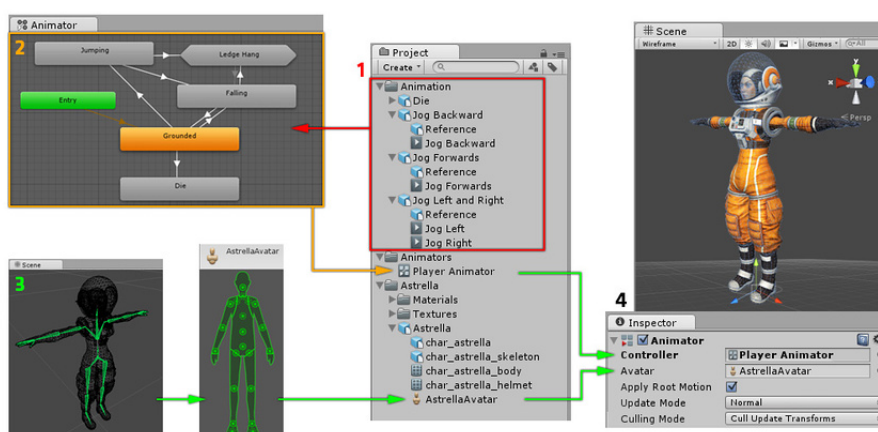 Animator
2
Jumping
Ledge Hang
Falling
Entry
Grounded
Die
1
Project
Create
Animation
Die
Jog Backward
Reference
Jog Backward
Jog Forwards
Reference
Jog Forwards
Jog Left and Right
Reference
Jog Left
Jog Right
Animators
Player Animator
Astrella
Materials
Textures
Astrella
char_astrella
char_astrella_skeleton
char_astrella_body
char_astrella_helmet
AstrellaAvatar
Scene
3
AstrellaAvatar
Scene
Wireframe 2D Gizmos All
y
x
Persp
4
Inspector
Animator
Controller Player Animator
Avatar AstrellaAvatar
Apply Root Motion
Update Mode Normal
Culling Mode Cull Update Transforms